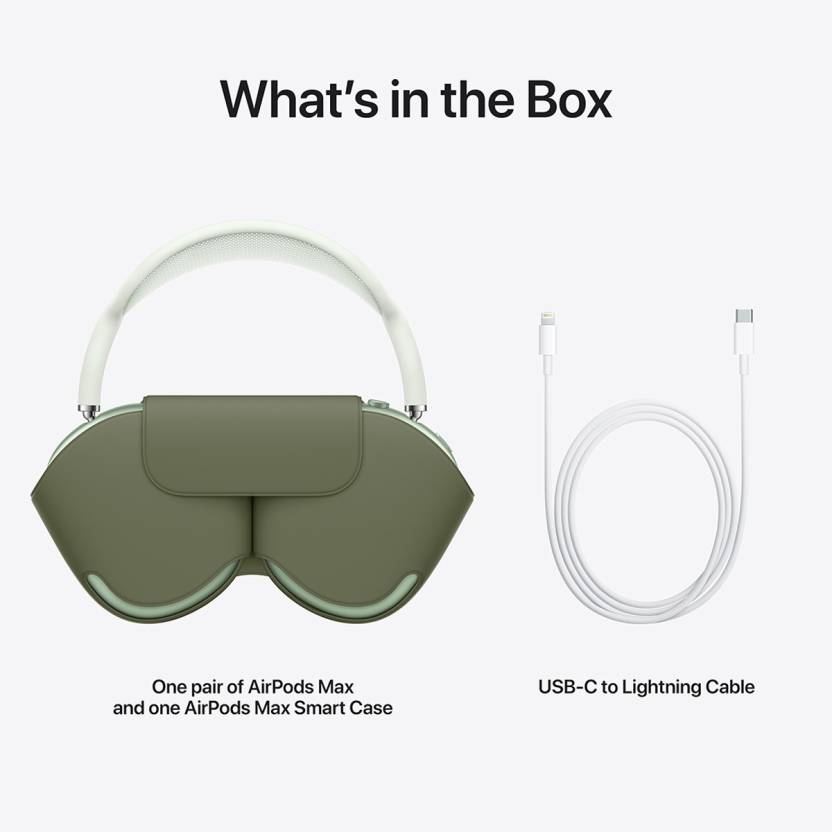 What’s in the Box
One pair of AirPods Max
and one AirPods Max Smart Case
USB-C to Lightning Cable